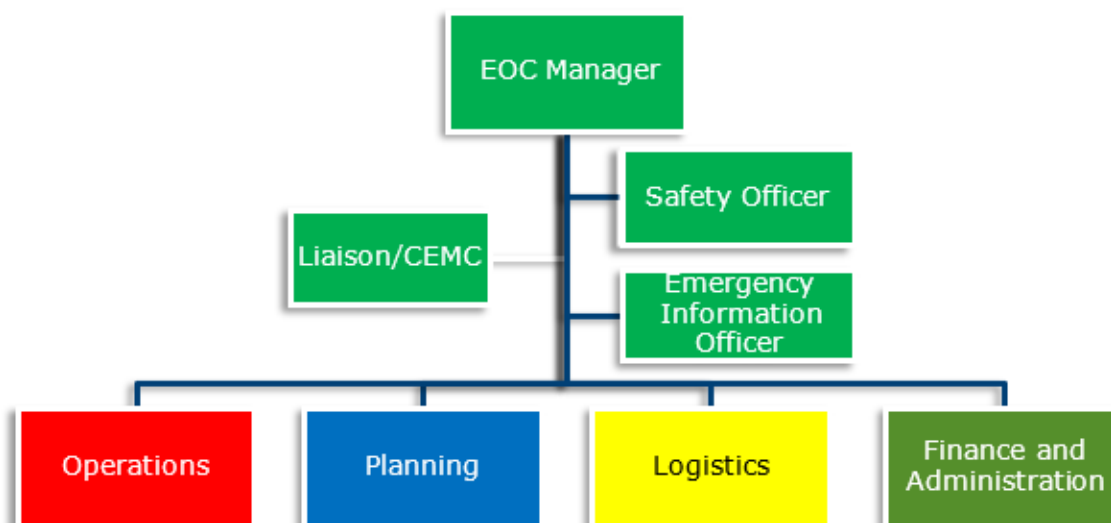 EOC Manager
Safety Officer
Liaison/CEMC
Emergency
Information
Officer
Operations
Planning
Logistics
Finance and
Administration